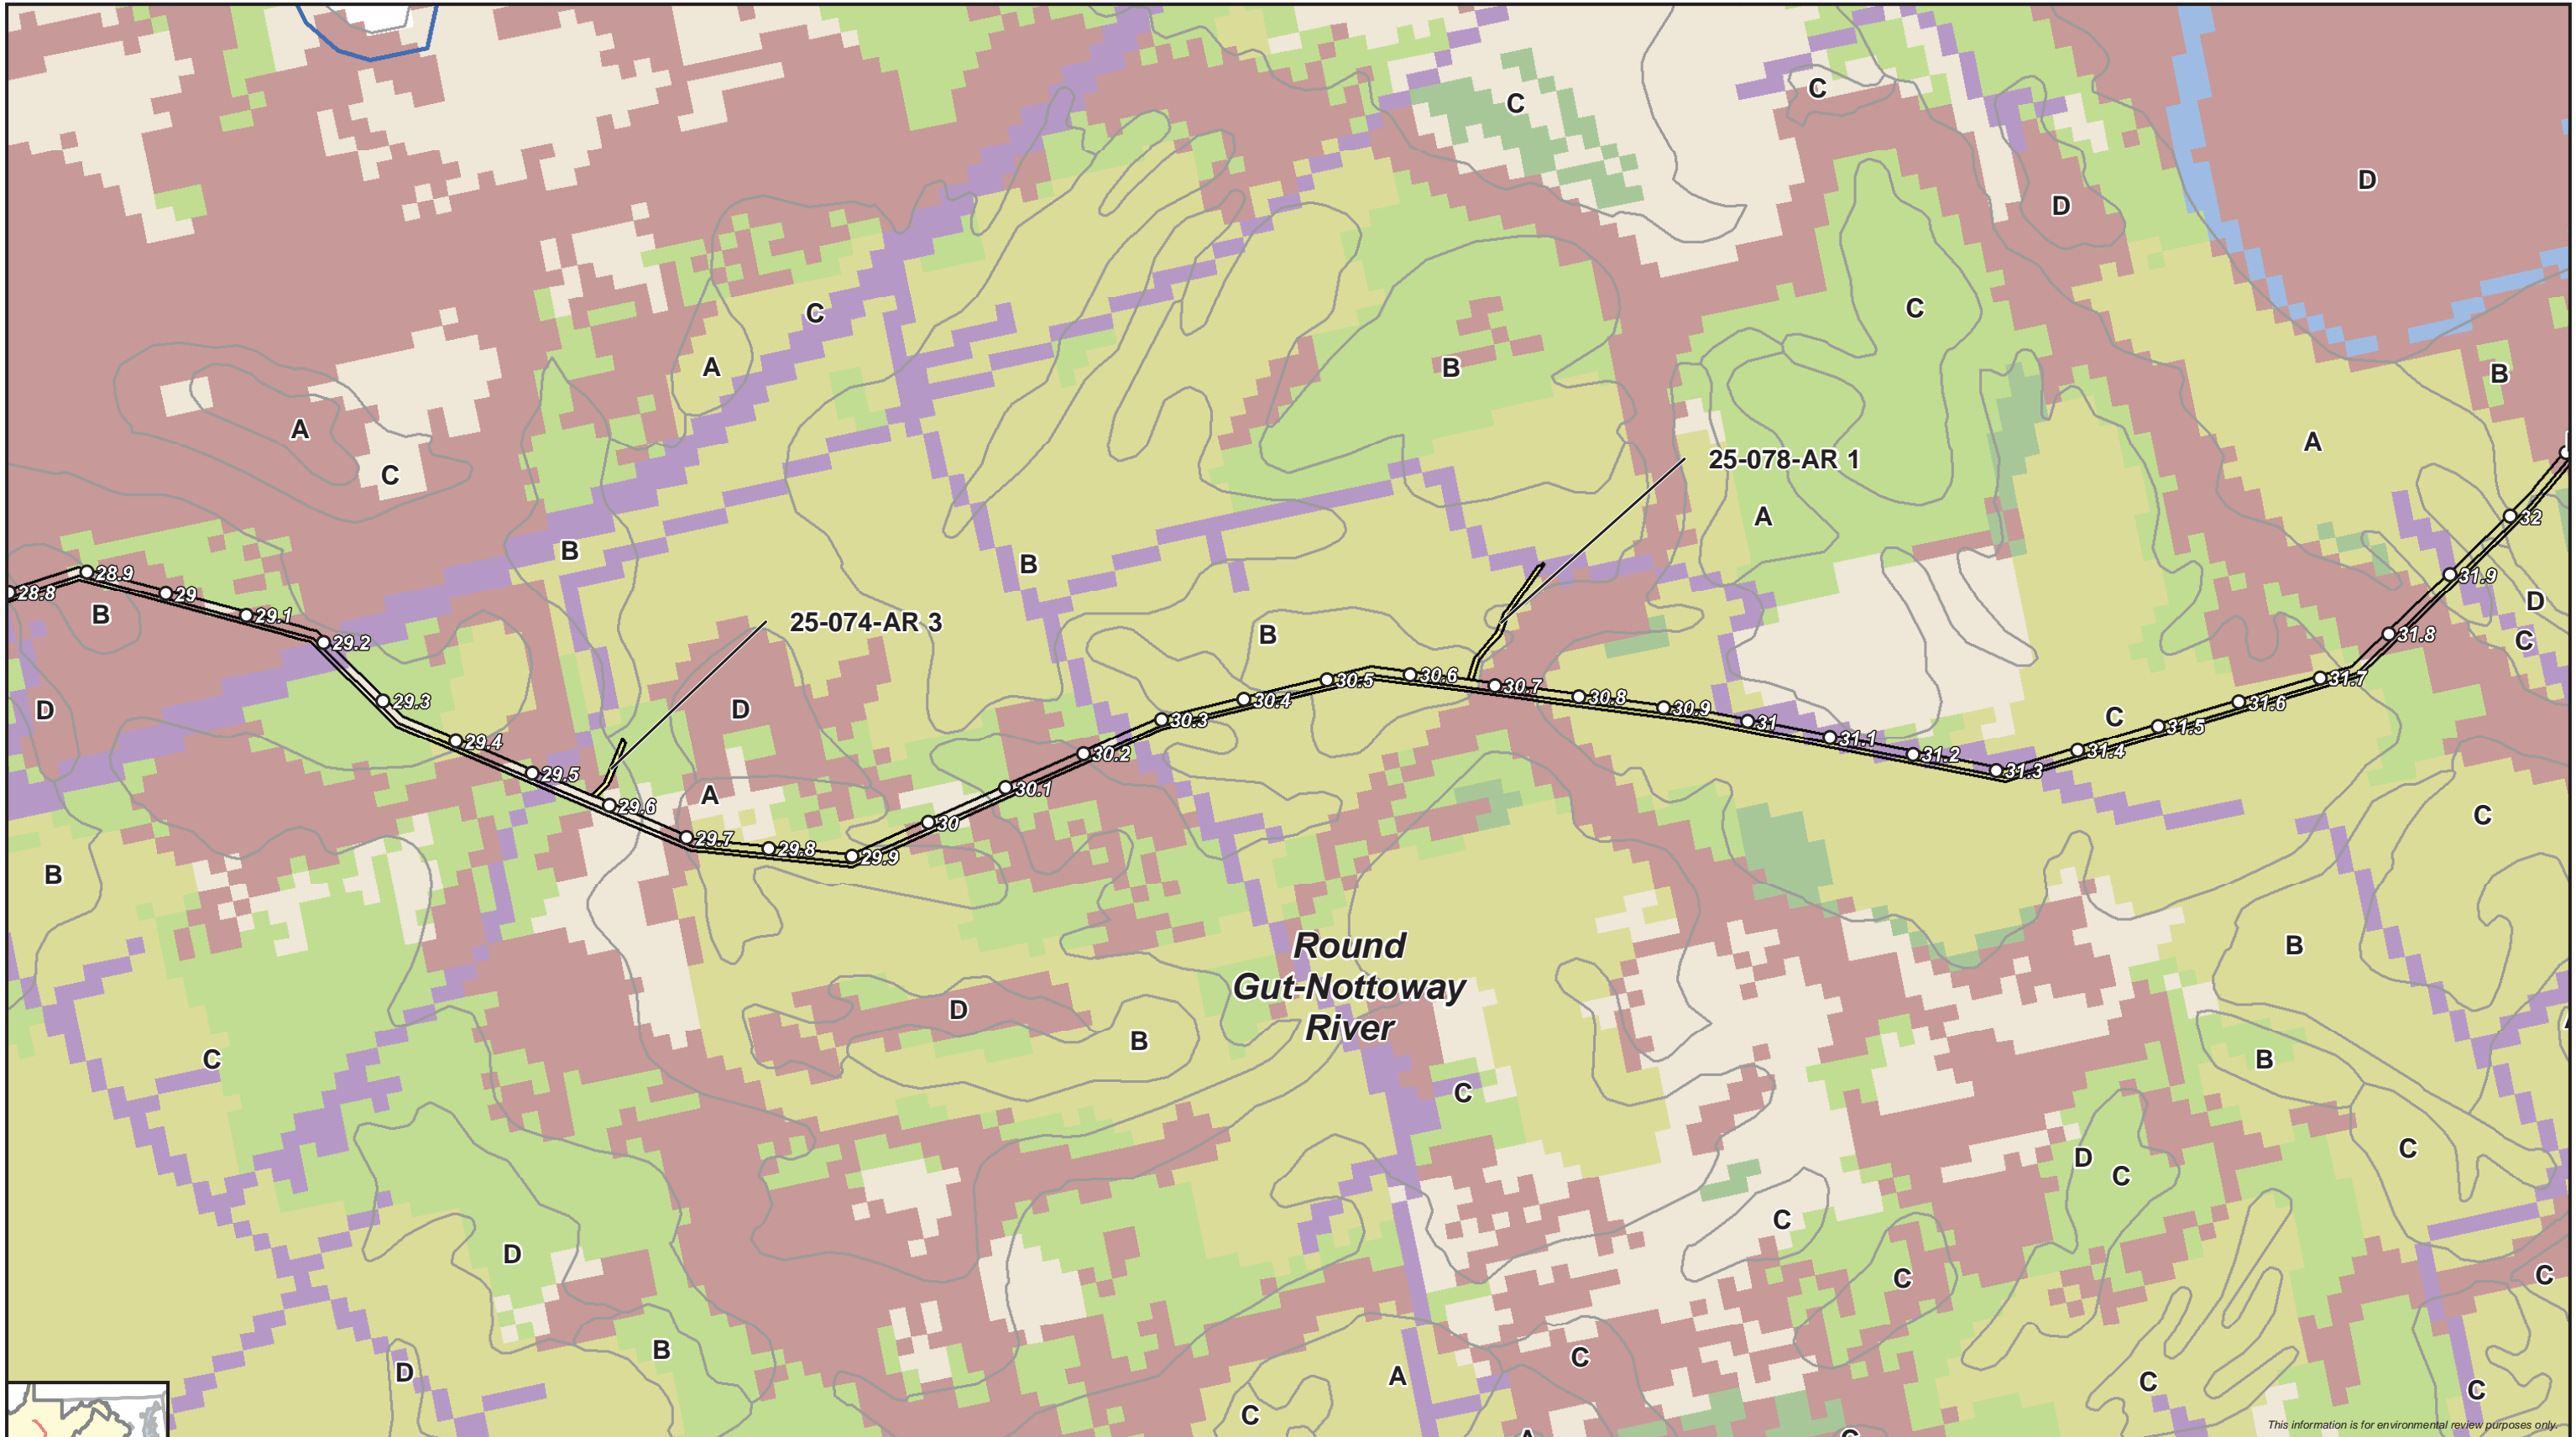 C
C
D
D
C
C
A
B
B
A
A
C
25-078-AR 1
A
B
B
32
28.9
31.9
28.8
29
D
B
29.1
25-074-AR 3
B
31.8
29.2
C
30.6
31.7
30.5
30.7
29.3
30.4
30.8
31.6
30.9
D
D
C
30.3
31
31.5
29.4
31.1
31.4
30.2
31.2
29.5
31.3
30.1
A
29.6
C
30
29.7
29.8
29.9
B
Round
Gut-Nottoway
River
B
D
B
C
B
C
C
D
C
C
D
C
C
B
C
D
A
C
C
C
This information is for environmental review purposes only.